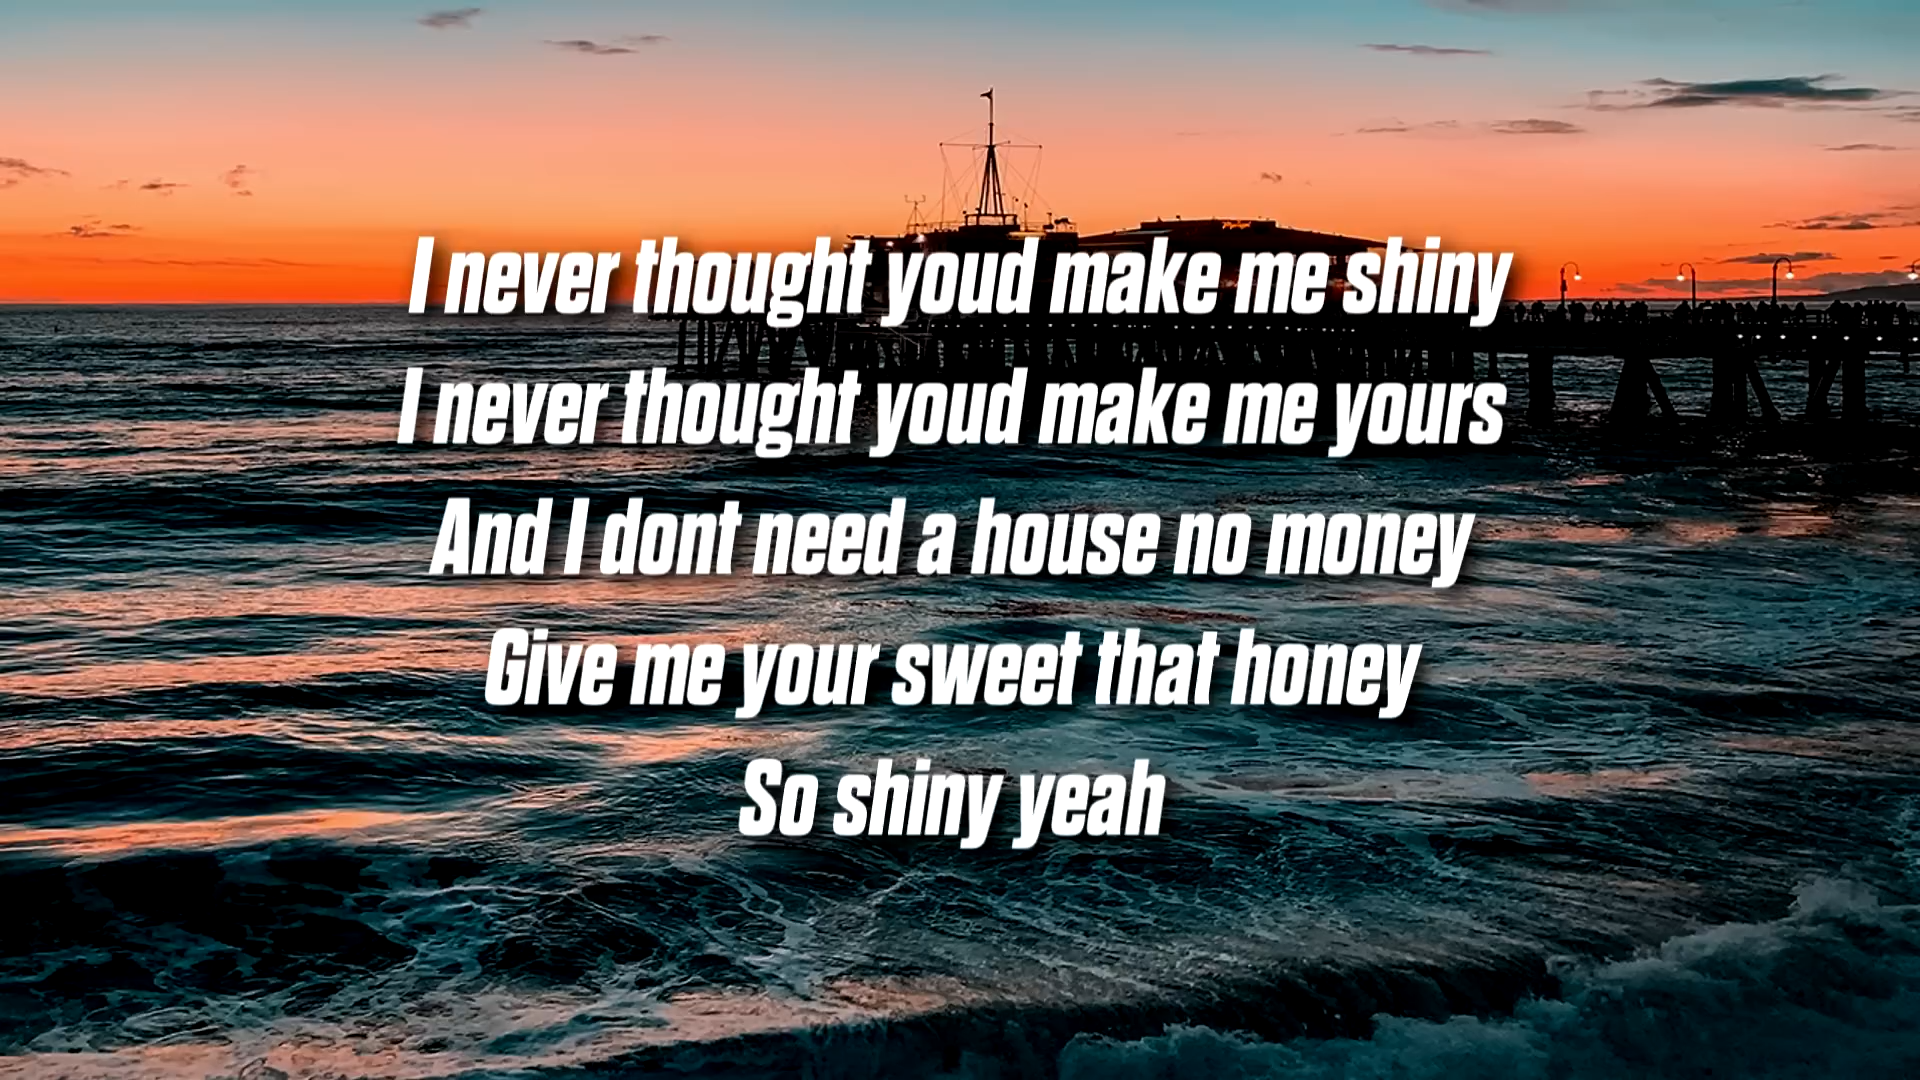 I never thought youd make me shiny
I never thought youd make me yours
And I dont need a house no money
Give me your sweet that honey
So shiny yeah